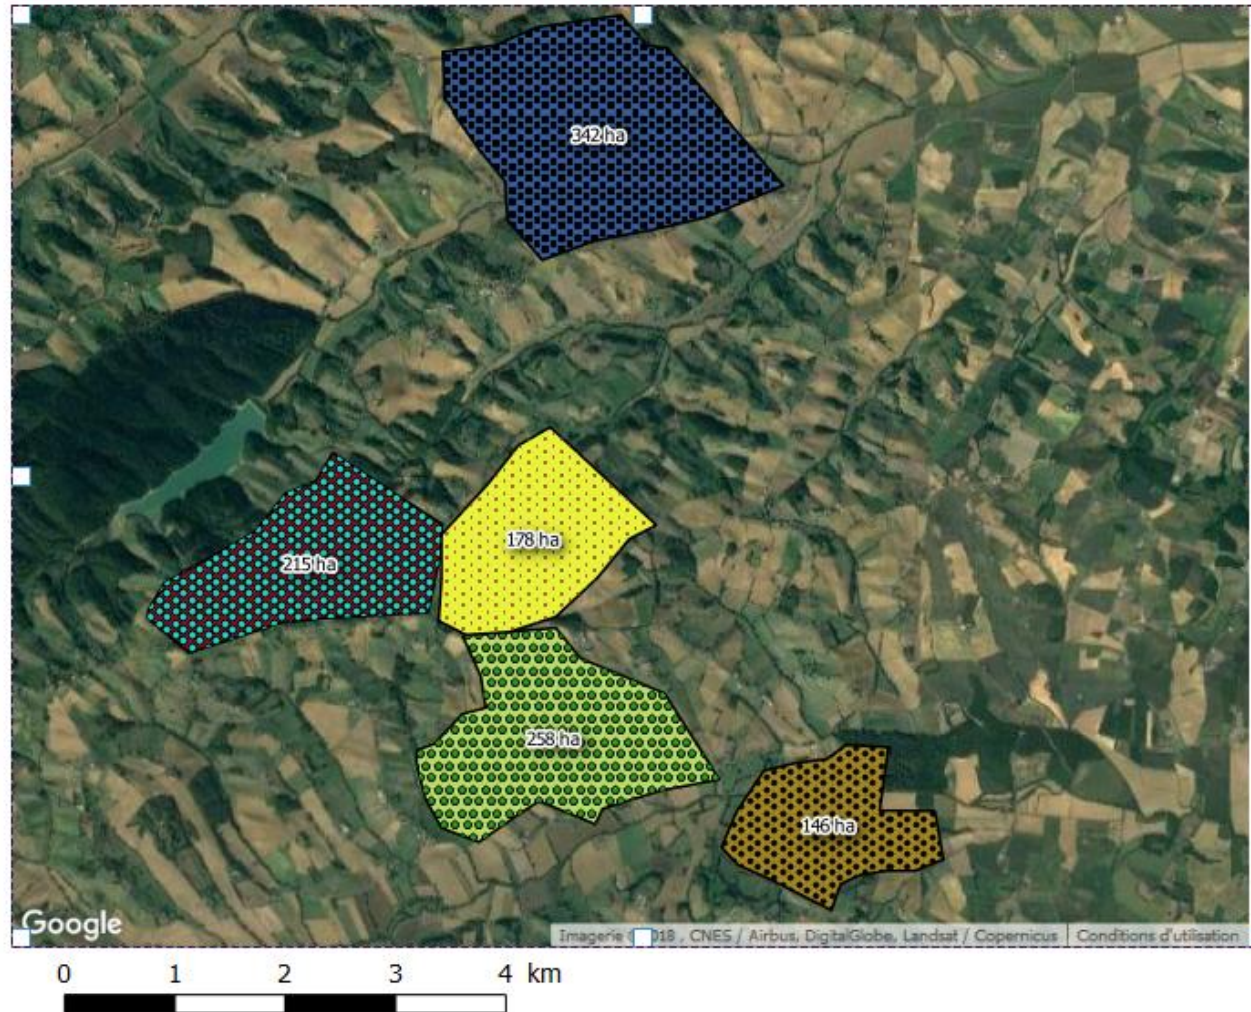 342 ha
178 ha
215 ha
258 ha
146 ha
Google
Imagerie ©2018 , CNES / Airbus, DigitalGlobe, Landsat / Copernicus
Conditions d'utilisation
0 1 2 3 4 km